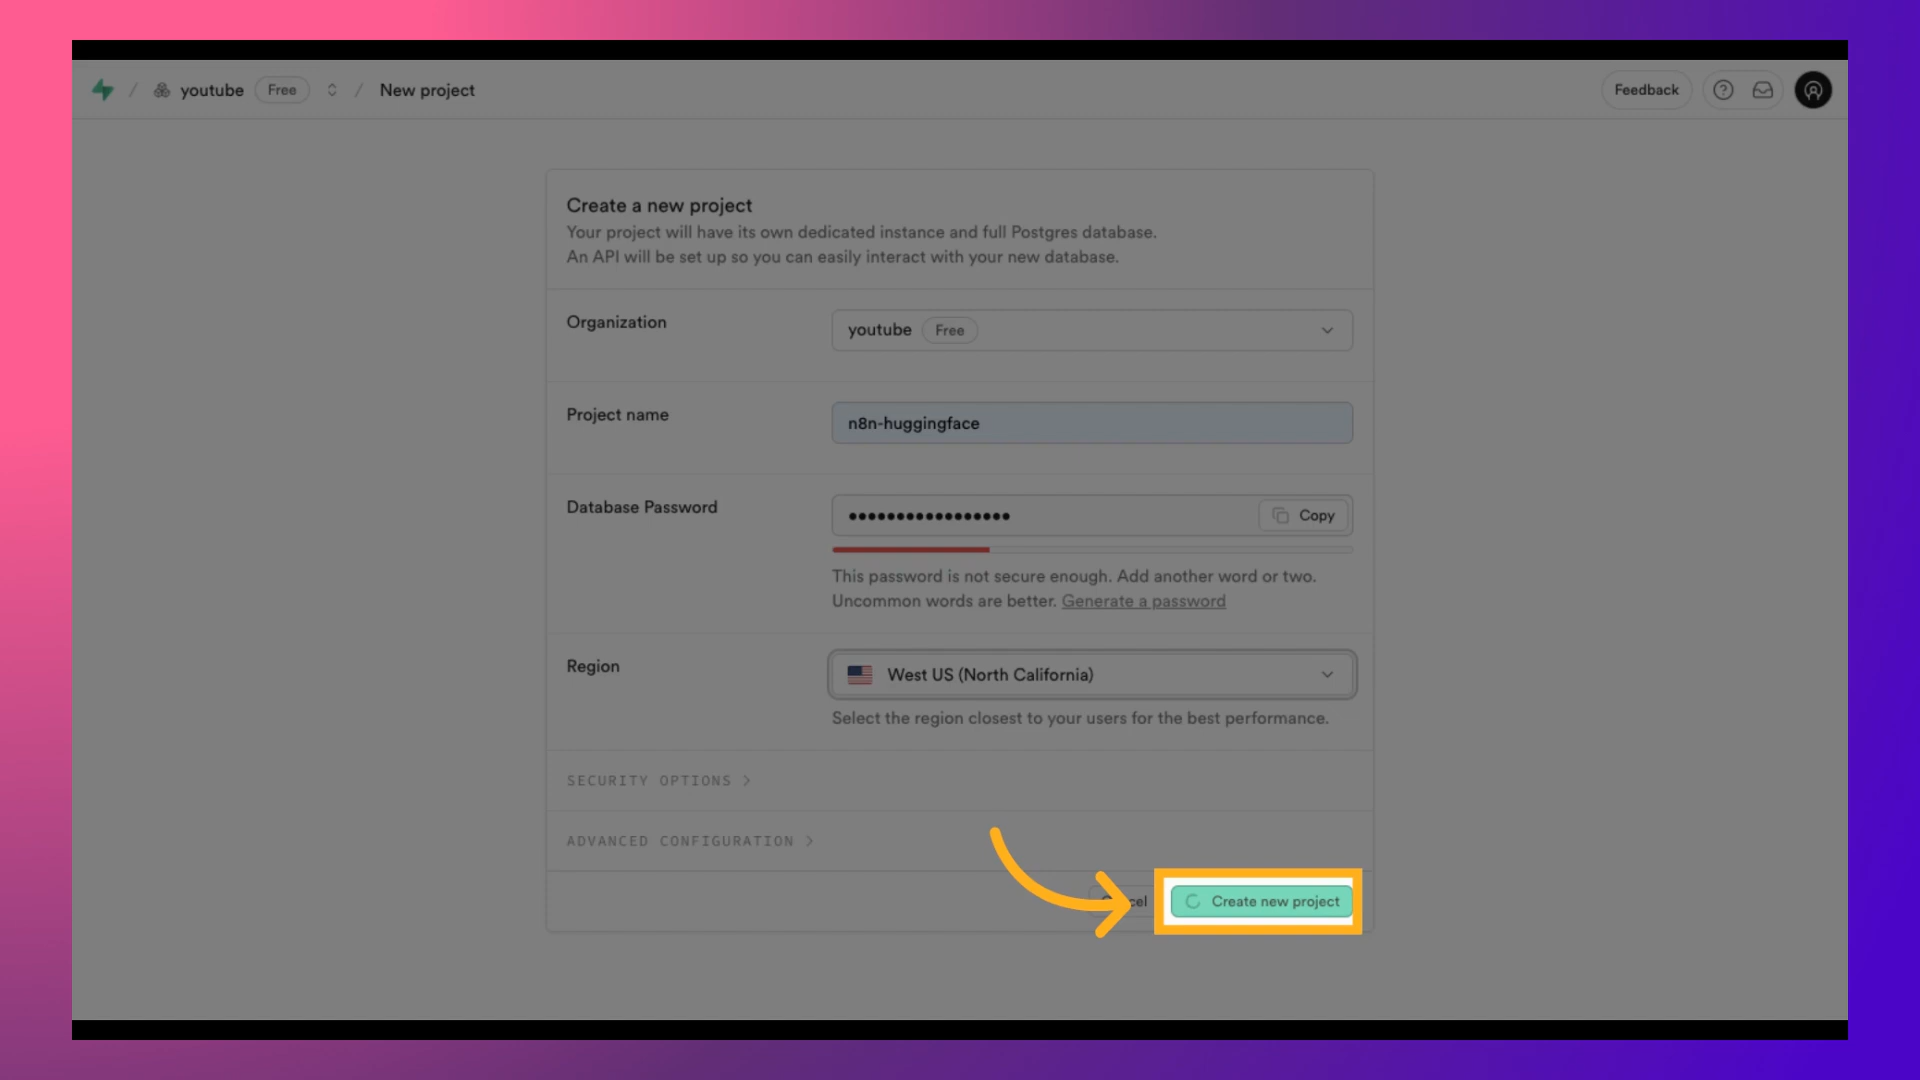 youtube Free New project
Feedback
Create a new project
Your project will have its own dedicated instance and full Postgres database.
An API will be set up so you can easily interact with your new database.
Organization
youtube Free
Project name
n8n-huggingface
Database Password
Copy
This password is not secure enough. Add another word or two.
Uncommon words are better. Generate a password
Region
West US (North California)
Select the region closest to your users for the best performance.
SECURITY OPTIONS >
ADVANCED CONFIGURATION >
Create new project